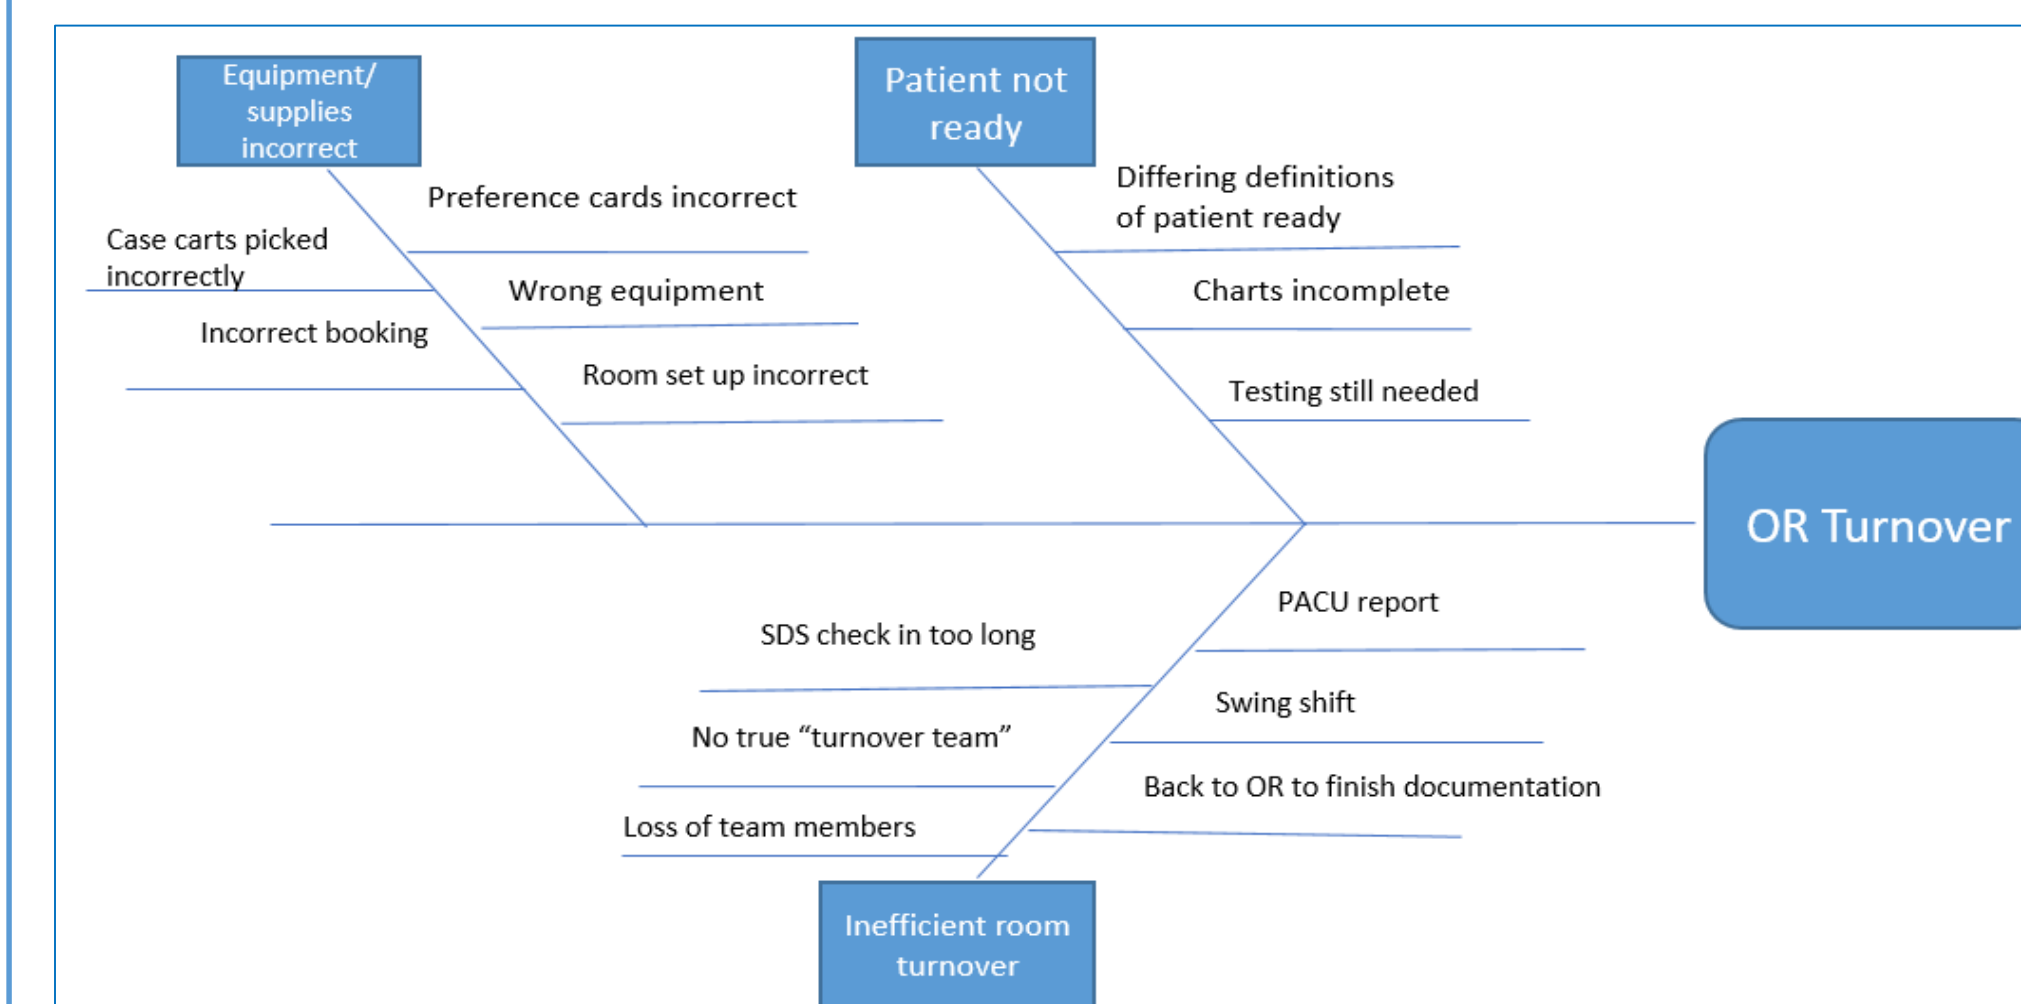 Equipment/
supplies
incorrect
Patient not
ready
Preference cards incorrect
Case carts picked
incorrectly
Wrong equipment
Incorrect booking
Room set up incorrect
Differing definitions
of patient ready
Charts incomplete
Testing still needed
OR Turnover
PACU report
SDS check in too long
Swing shift
No true “turnover team”
Back to OR to finish documentation
Loss of team members
Inefficient room
turnover